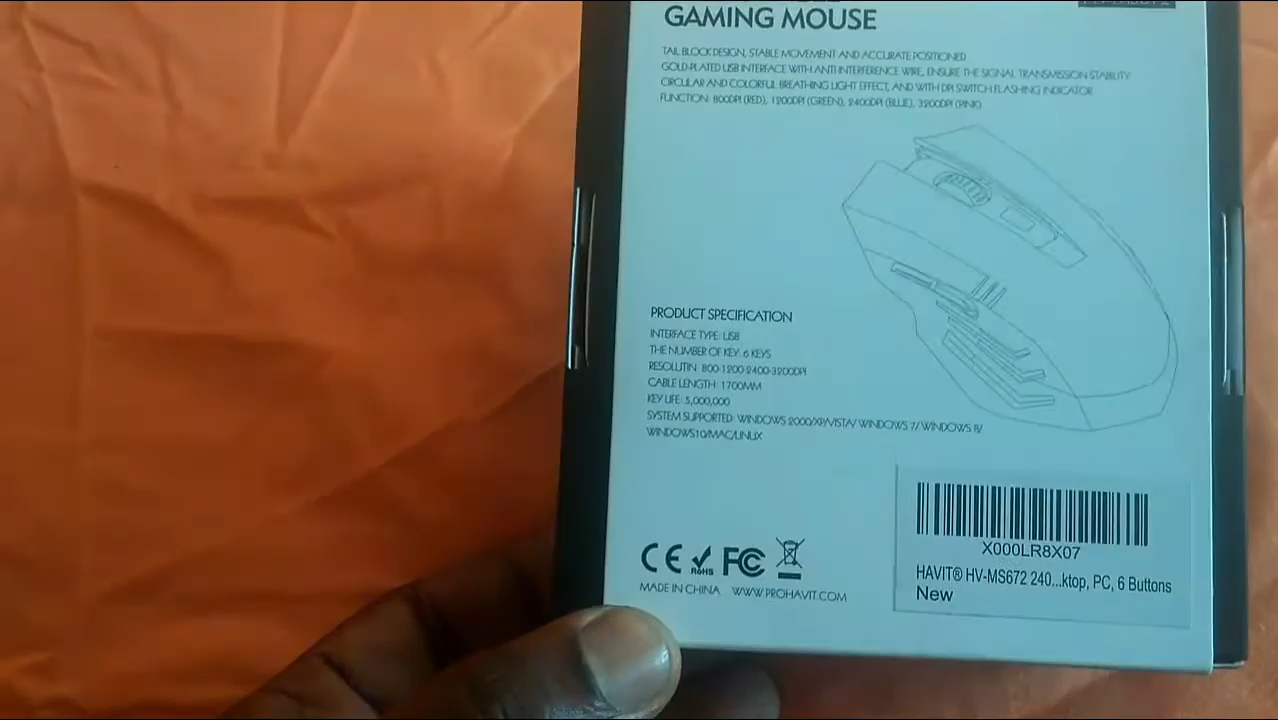 GAMING MOUSE
TAIL BLOCK DESIGN, STABLE MOVEMENT AND ACCURATE POSITIONED
GOLD-PLATED USB INTERFACE WITH ANTI INTERFERENCE WIRE, ENSURE THE SIGNAL TRANSMISSION STABILITY
CIRCULAR AND COLORFUL BREATHING LIGHT EFFECT, AND WITH DPI SWITCH FLASHING INDICATOR
FUNCTION: 800DPI (RED), 1200DPI (GREEN), 2400DPI (BLUE), 3200DPI (PINK)
PRODUCT SPECIFICATION
INTERFACE TYPE: USB
THE NUMBER OF KEY: 6 KEYS
RESOLUTIN 800-1200-2400-3200DPI
CABLE LENGTH: 1700MM
KEY LIFE: 5,000,000
SYSTEM SUPPORTED: WINDOWS 2000/XP/VISTA/ WINDOWS 7/ WINDOWS 8/
WINDOWS10/MAC/LINUX
CE RoHS FC
MADE IN CHINA WWW.PROHAVIT.COM
X000LR8X07
HAVIT® HV-MS672 240...ktop, PC, 6 Buttons
New